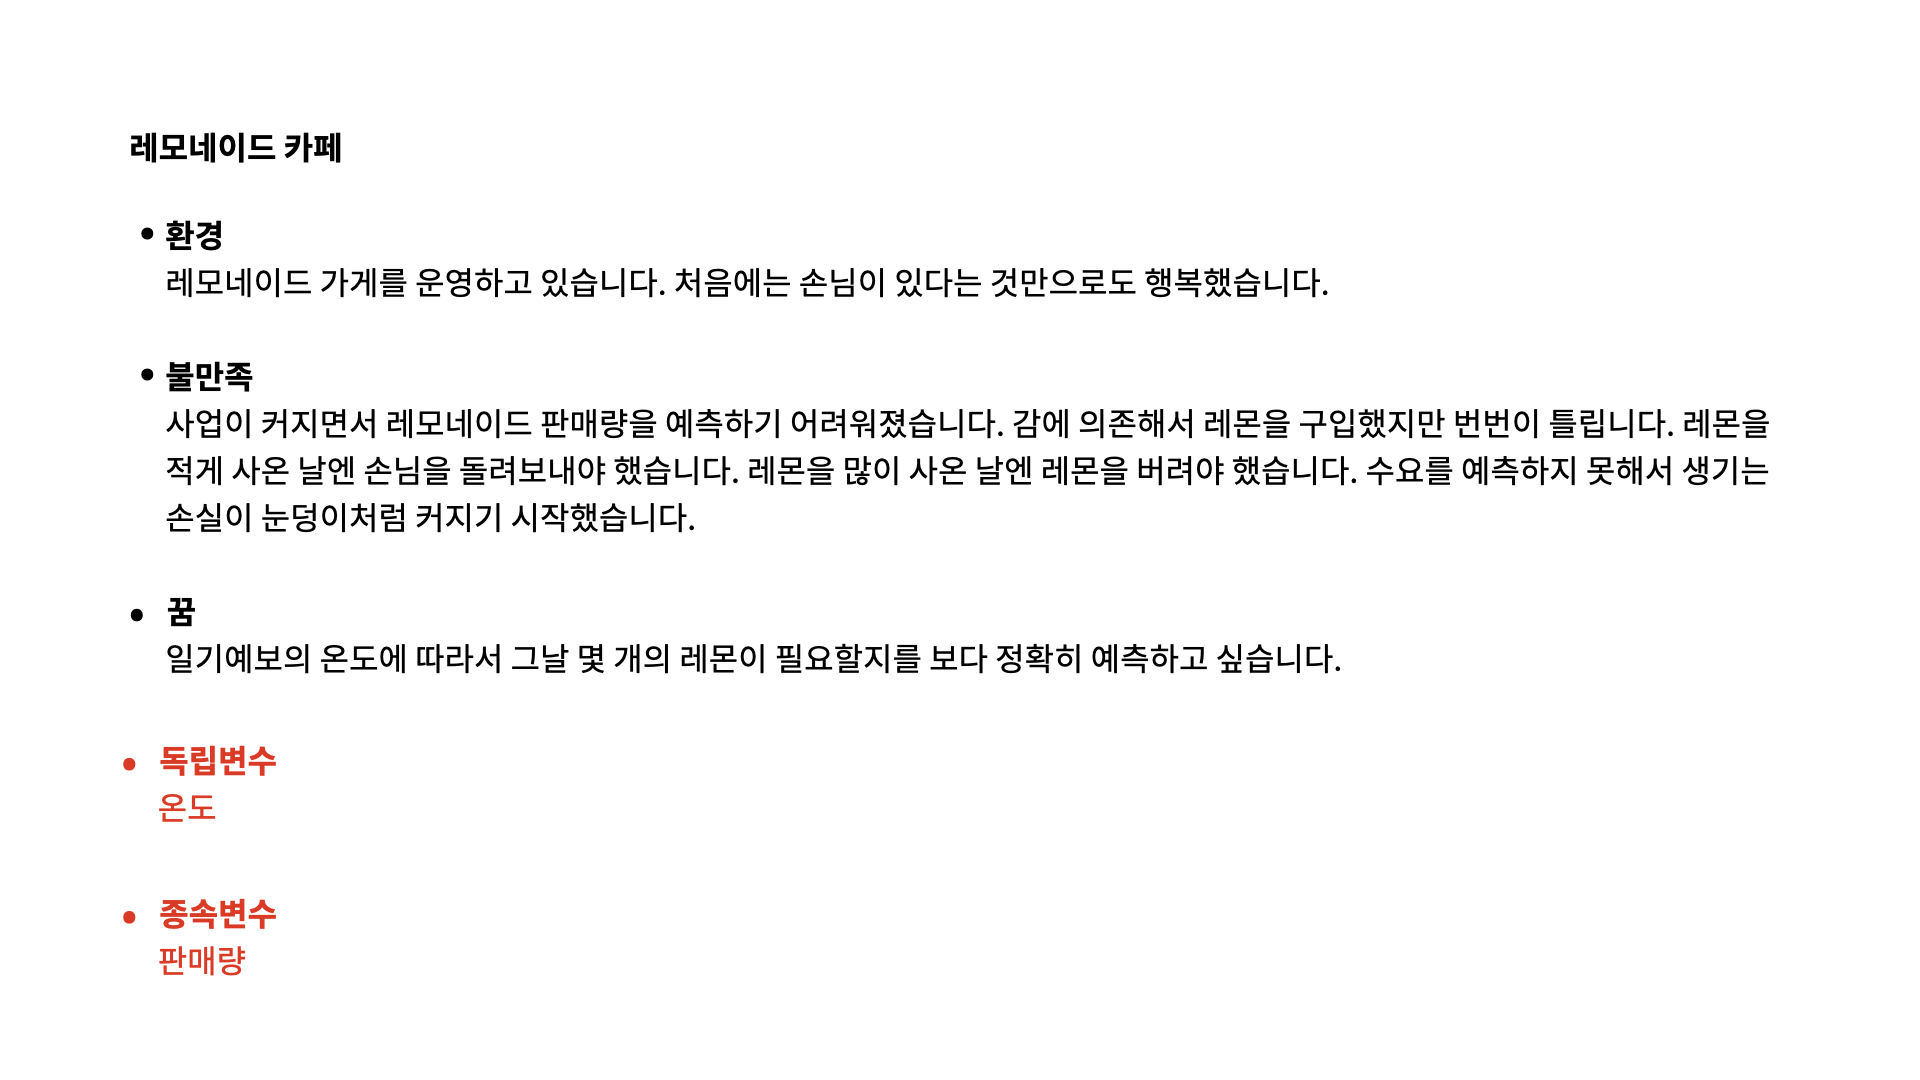 레모네이드 카페
• 환경
레모네이드 가게를 운영하고 있습니다. 처음에는 손님이 있다는 것만으로도 행복했습니다.
• 불만족
사업이 커지면서 레모네이드 판매량을 예측하기 어려워졌습니다. 감에 의존해서 레몬을 구입했지만 번번이 틀립니다. 레몬을
적게 사온 날엔 손님을 돌려보내야 했습니다. 레몬을 많이 사온 날엔 레몬을 버려야 했습니다. 수요를 예측하지 못해서 생기는
손실이 눈덩이처럼 커지기 시작했습니다.
• 꿈
일기예보의 온도에 따라서 그날 몇 개의 레몬이 필요할지를 보다 정확히 예측하고 싶습니다.
• 독립변수
온도
• 종속변수
판매량